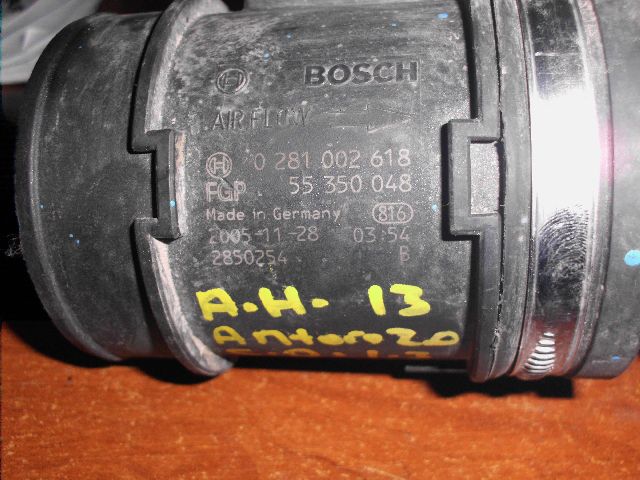 BOSCH
AIR FLOW
0 281 002 618
FGP 55 350 048
Made in Germany 816
2005-11-28 03:54
2850254 B
A.H. 13